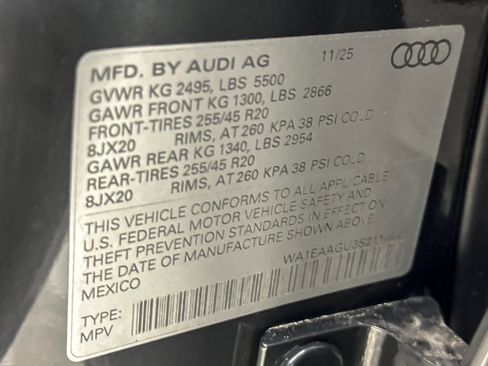 MFD. BY AUDI AG 11/25
GVWR KG 2495, LBS 5500
GAWR FRONT KG 1300, LBS 2866
FRONT-TIRES 255/45 R20
8JX20 RIMS, AT 260 KPA 38 PSI COLD
GAWR REAR KG 1340, LBS 2954
REAR-TIRES 255/45 R20
8JX20 RIMS, AT 260 KPA 38 PSI COLD
THIS VEHICLE CONFORMS TO ALL APPLICABLE
U.S. FEDERAL MOTOR VEHICLE SAFETY AND
THEFT PREVENTION STANDARDS IN EFFECT ON
THE DATE OF MANUFACTURE SHOWN ABOVE.
MEXICO
TYPE:
MPV